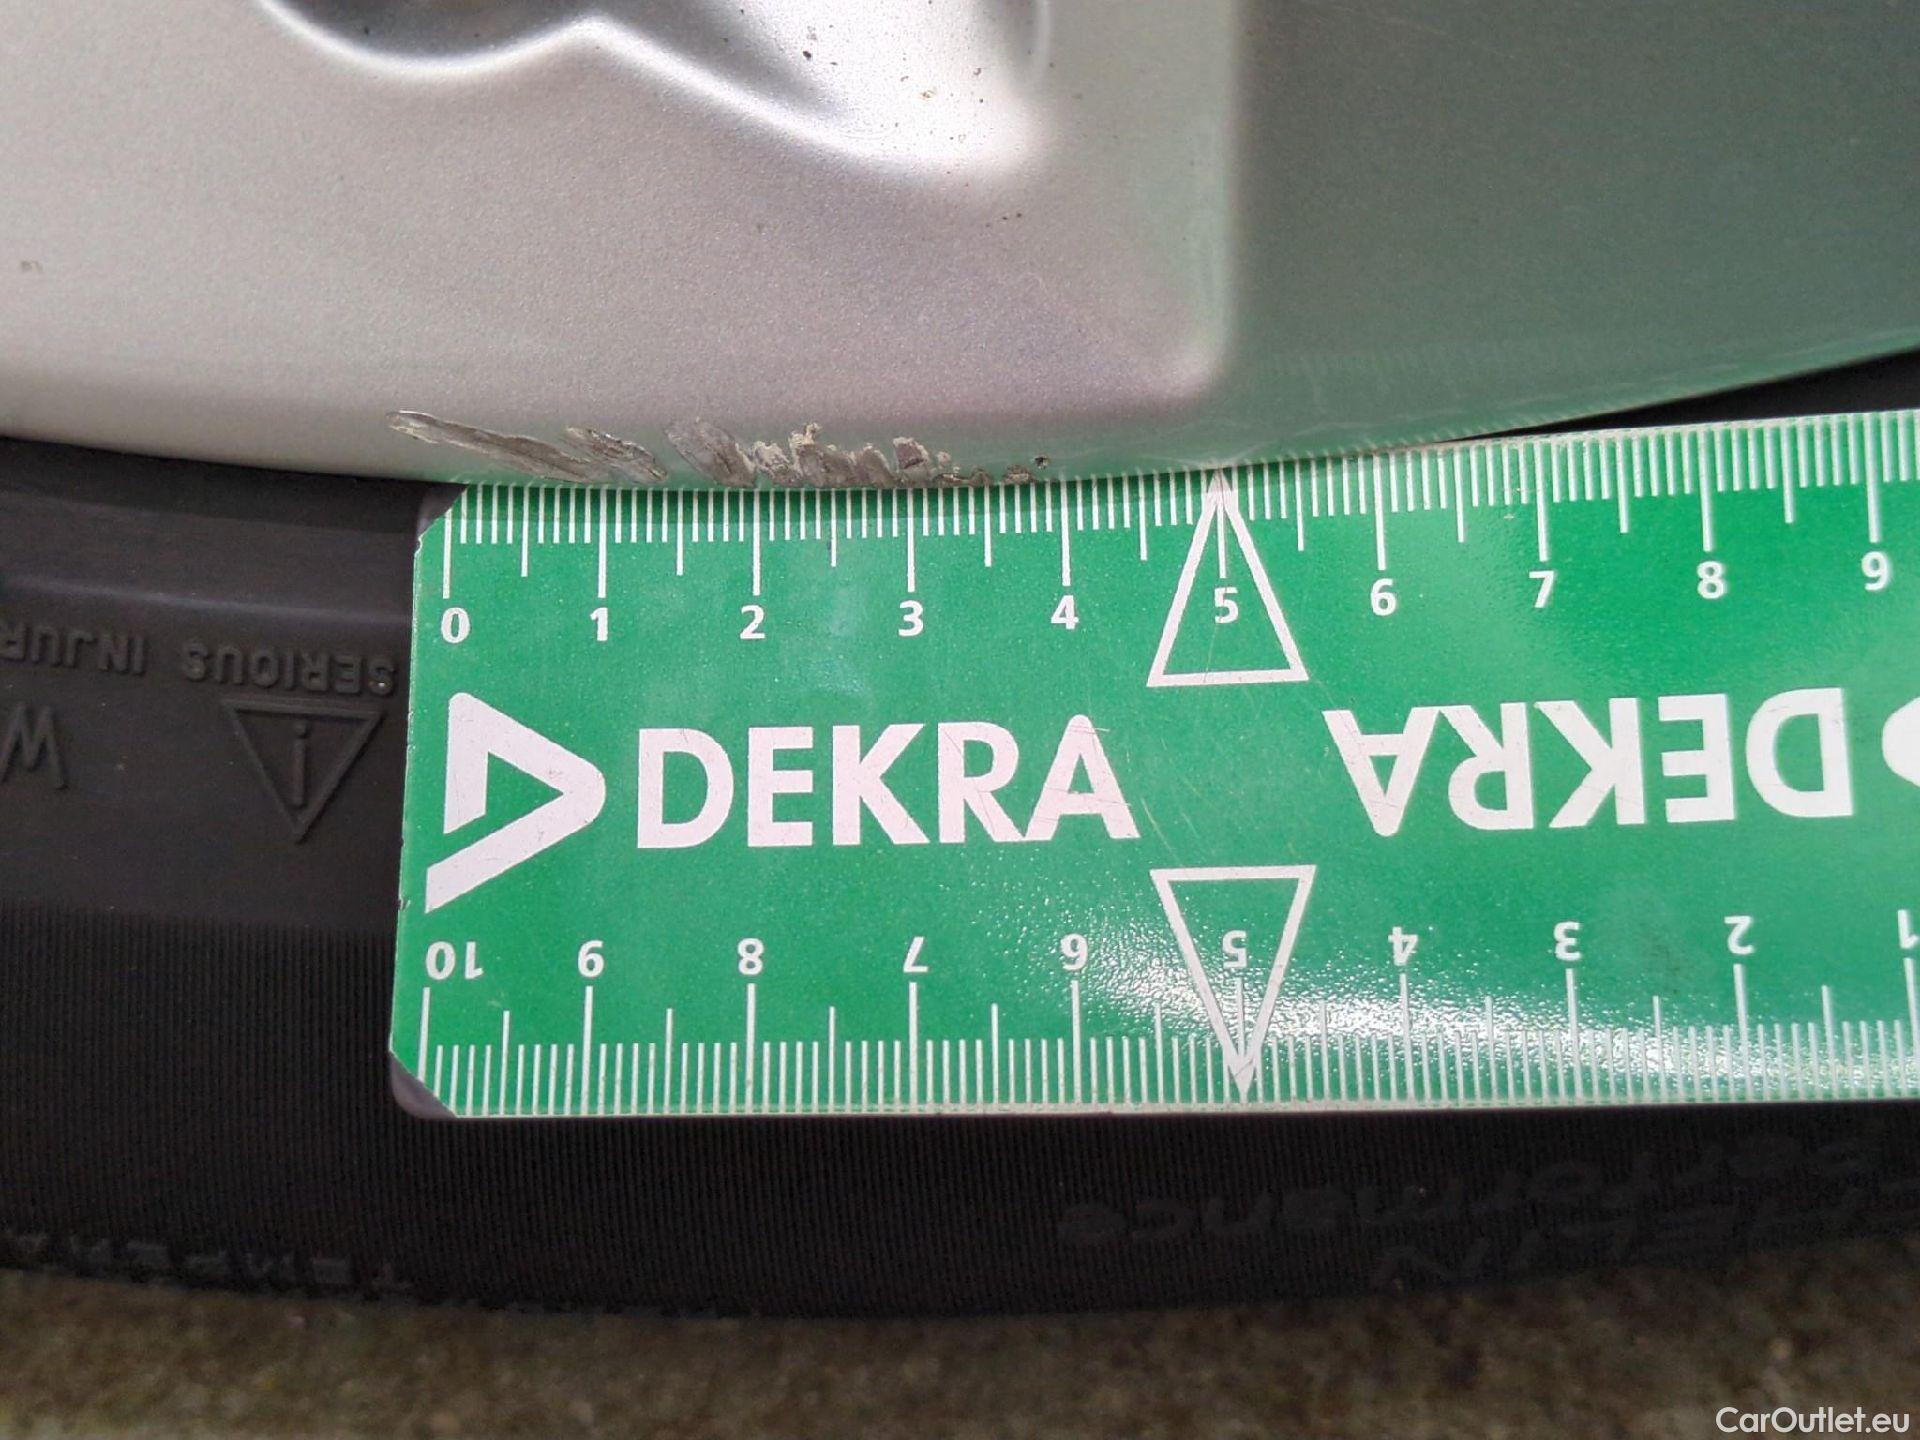 0 1 2 3 4 5 6 7 8 9
SERIOUS INJUR
DEKRA
DEKRA
10 9 8 7 6 5 4 3 2 1
CarOutlet.eu